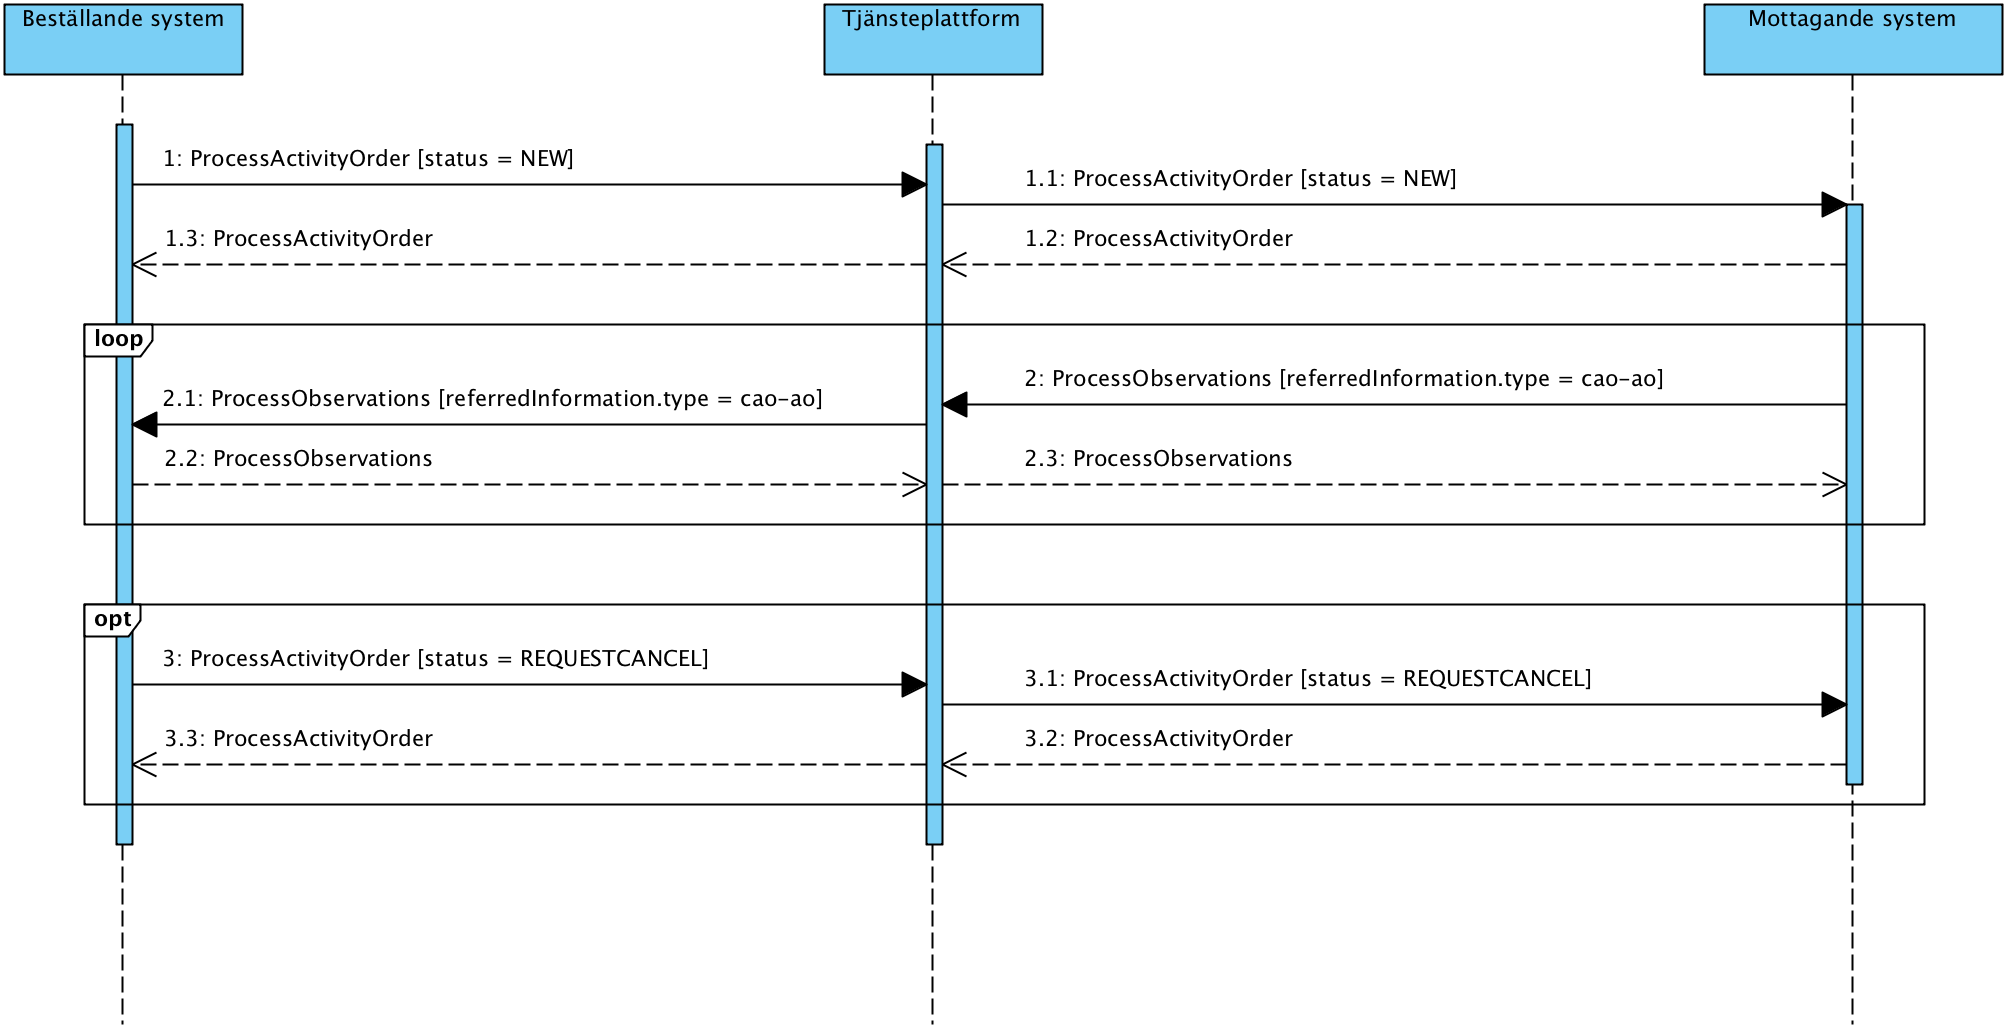 Beställande system
Tjänsteplattform
Mottagande system
1: ProcessActivityOrder [status = NEW]
1.1: ProcessActivityOrder [status = NEW]
1.3: ProcessActivityOrder
1.2: ProcessActivityOrder
loop
2: ProcessObservations [referredInformation.type = cao-ao]
2.1: ProcessObservations [referredInformation.type = cao-ao]
2.2: ProcessObservations
2.3: ProcessObservations
opt
3: ProcessActivityOrder [status = REQUESTCANCEL]
3.1: ProcessActivityOrder [status = REQUESTCANCEL]
3.3: ProcessActivityOrder
3.2: ProcessActivityOrder